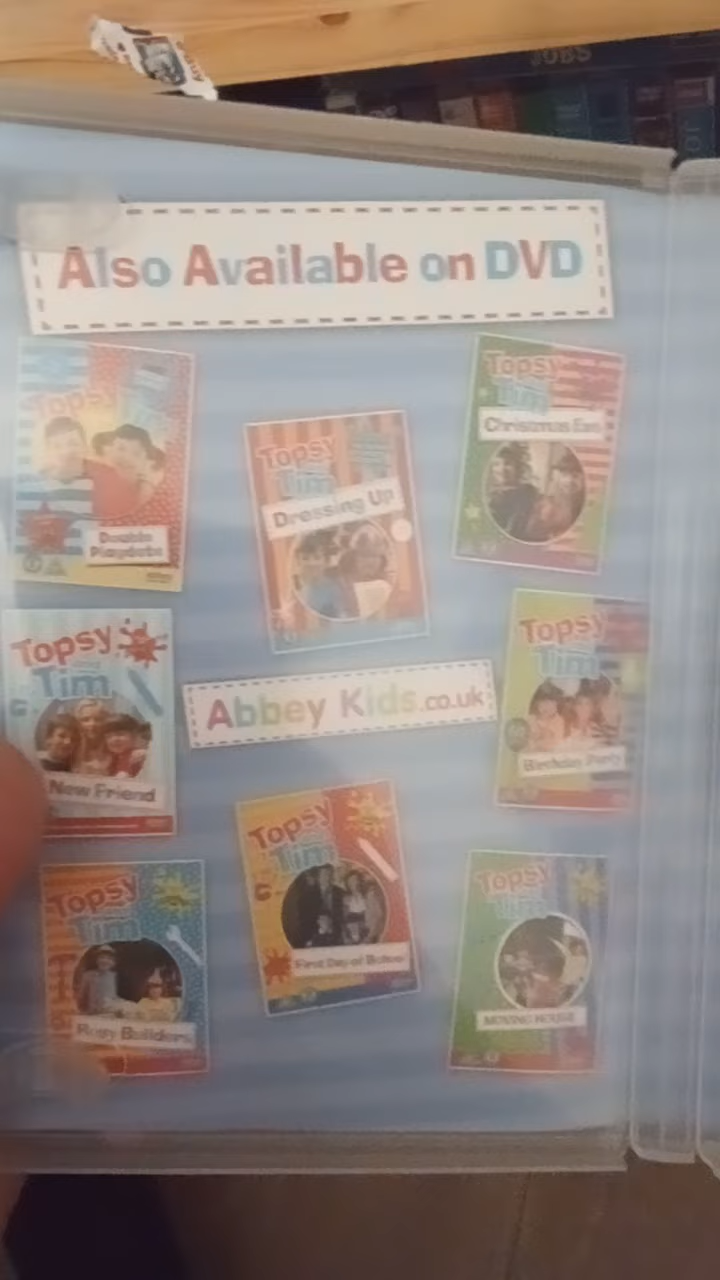 JOBS
Also Available on DVD
Topsy
Double
Playdate
Topsy
Tim
Dressing Up
Topsy
Tim
Christmas Eve
Topsy
and
Tim
New Friend
Abbey Kids.co.uk
Topsy
Tim
Birthday Party
Topsy
Tim
Busy Builders
Topsy
Tim
First Day of School
Topsy
Tim
MOVING HOUSE